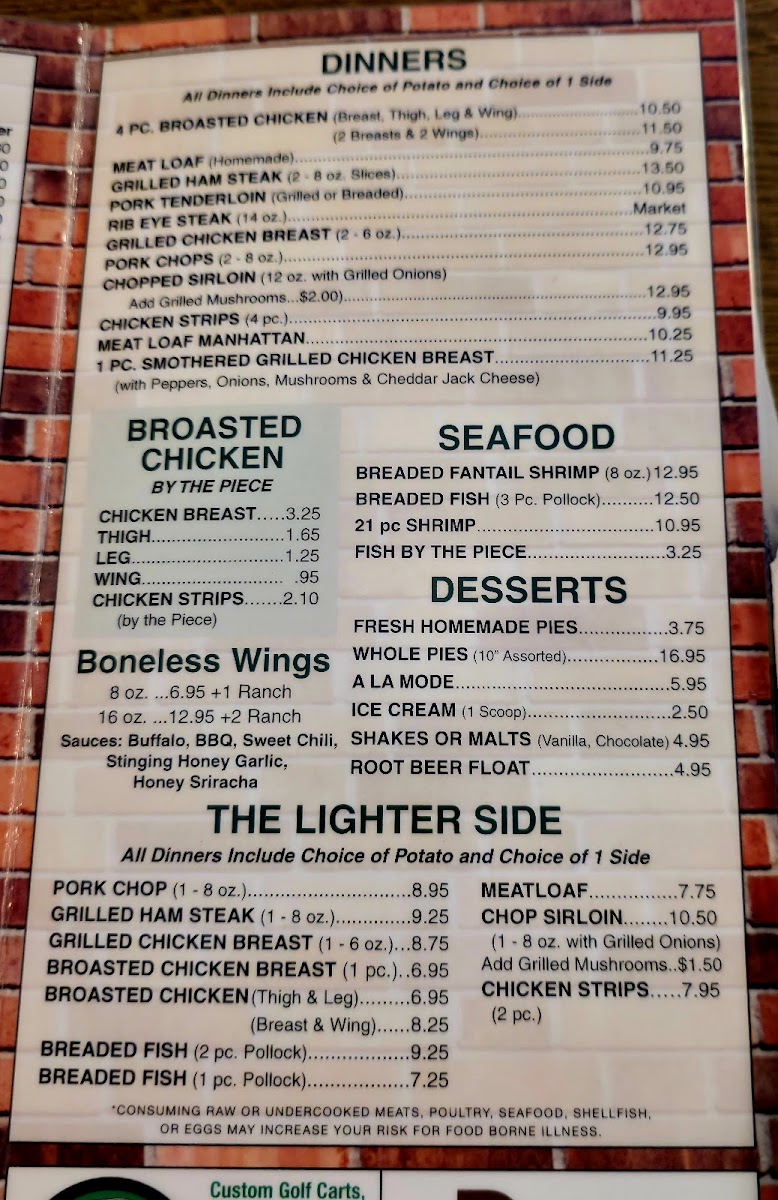 DINNERS
All Dinners Include Choice of Potato and Choice of 1 Side
4 PC. BROASTED CHICKEN (Breast, Thigh, Leg & Wing)..........10.50
(2 Breasts & 2 Wings)..........11.50
MEAT LOAF (Homemade)..........9.75
GRILLED HAM STEAK (2 - 8 oz. Slices)..........13.50
PORK TENDERLOIN (Grilled or Breaded)..........10.95
RIB EYE STEAK (14 oz.)..........Market
GRILLED CHICKEN BREAST (2 - 6 oz.)..........12.75
PORK CHOPS (2 - 8 oz.)..........12.95
CHOPPED SIRLOIN (12 oz. with Grilled Onions)
Add Grilled Mushrooms...$2.00)..........12.95
CHICKEN STRIPS (4 pc.)..........9.95
MEAT LOAF MANHATTAN..........10.25
1 PC. SMOTHERED GRILLED CHICKEN BREAST..........11.25
(with Peppers, Onions, Mushrooms & Cheddar Jack Cheese)
BROASTED
CHICKEN
BY THE PIECE
CHICKEN BREAST.....3.25
THIGH..........1.65
LEG..........1.25
WING.......... .95
CHICKEN STRIPS.......2.10
(by the Piece)
Boneless Wings
8 oz. ...6.95 +1 Ranch
16 oz. ...12.95 +2 Ranch
Sauces: Buffalo, BBQ, Sweet Chili,
Stinging Honey Garlic,
Honey Sriracha
SEAFOOD
BREADED FANTAIL SHRIMP (8 oz.)12.95
BREADED FISH (3 Pc. Pollock)..........12.50
21 pc SHRIMP..........10.95
FISH BY THE PIECE..........3.25
DESSERTS
FRESH HOMEMADE PIES..........3.75
WHOLE PIES (10" Assorted)..........16.95
A LA MODE..........5.95
ICE CREAM (1 Scoop)..........2.50
SHAKES OR MALTS (Vanilla, Chocolate) 4.95
ROOT BEER FLOAT..........4.95
THE LIGHTER SIDE
All Dinners Include Choice of Potato and Choice of 1 Side
PORK CHOP (1 - 8 oz.)..........8.95
GRILLED HAM STEAK (1 - 8 oz.)..........9.25
GRILLED CHICKEN BREAST (1 - 6 oz.)...8.75
BROASTED CHICKEN BREAST (1 pc.)..6.95
BROASTED CHICKEN (Thigh & Leg).........6.95
(Breast & Wing)......8.25
BREADED FISH (2 pc. Pollock)..........9.25
BREADED FISH (1 pc. Pollock)..........7.25
MEATLOAF..........7.75
CHOP SIRLOIN.......10.50
(1 - 8 oz. with Grilled Onions)
Add Grilled Mushrooms..$1.50
CHICKEN STRIPS.....7.95
(2 pc.)
*CONSUMING RAW OR UNDERCOOKED MEATS, POULTRY, SEAFOOD, SHELLFISH,
OR EGGS MAY INCREASE YOUR RISK FOR FOOD BORNE ILLNESS.
Custom Golf Carts,